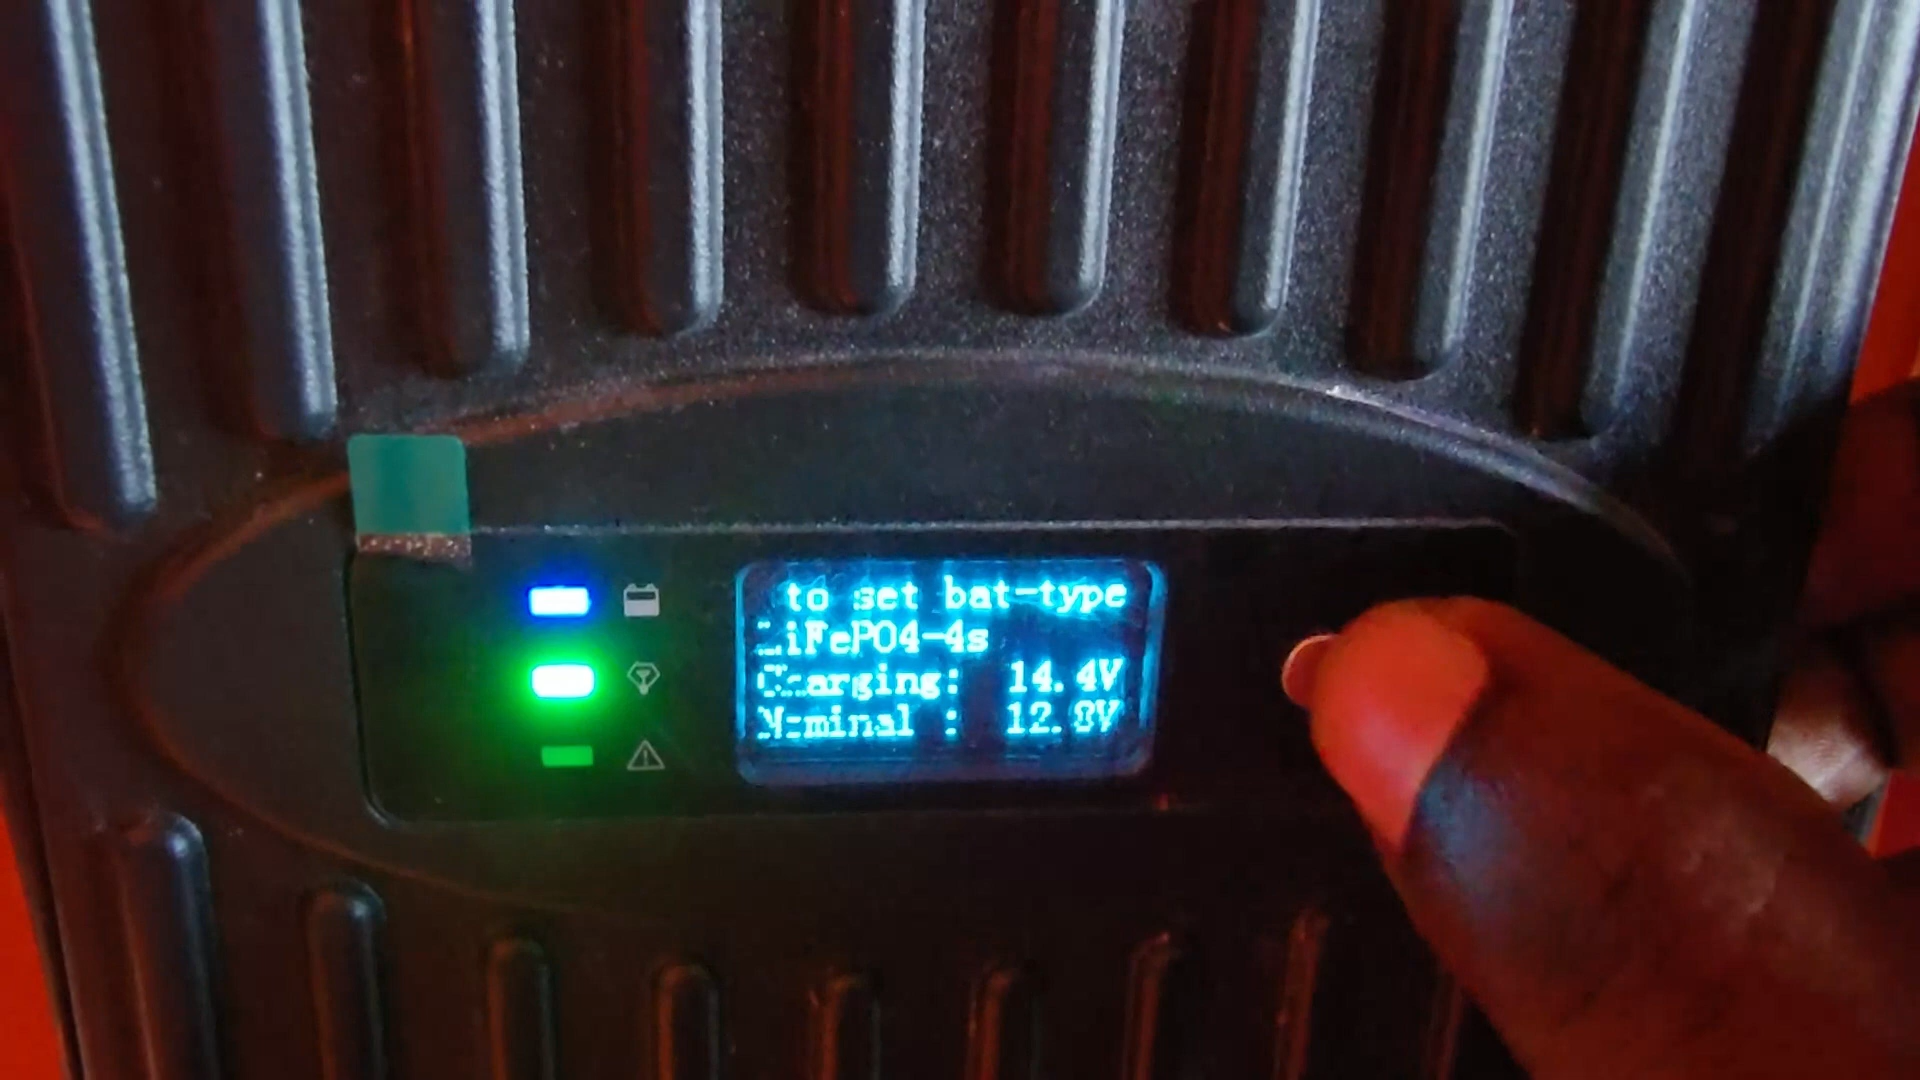 to set bat-type
LiFePO4-4s
Charging: 14.4V
Nominal : 12.8V